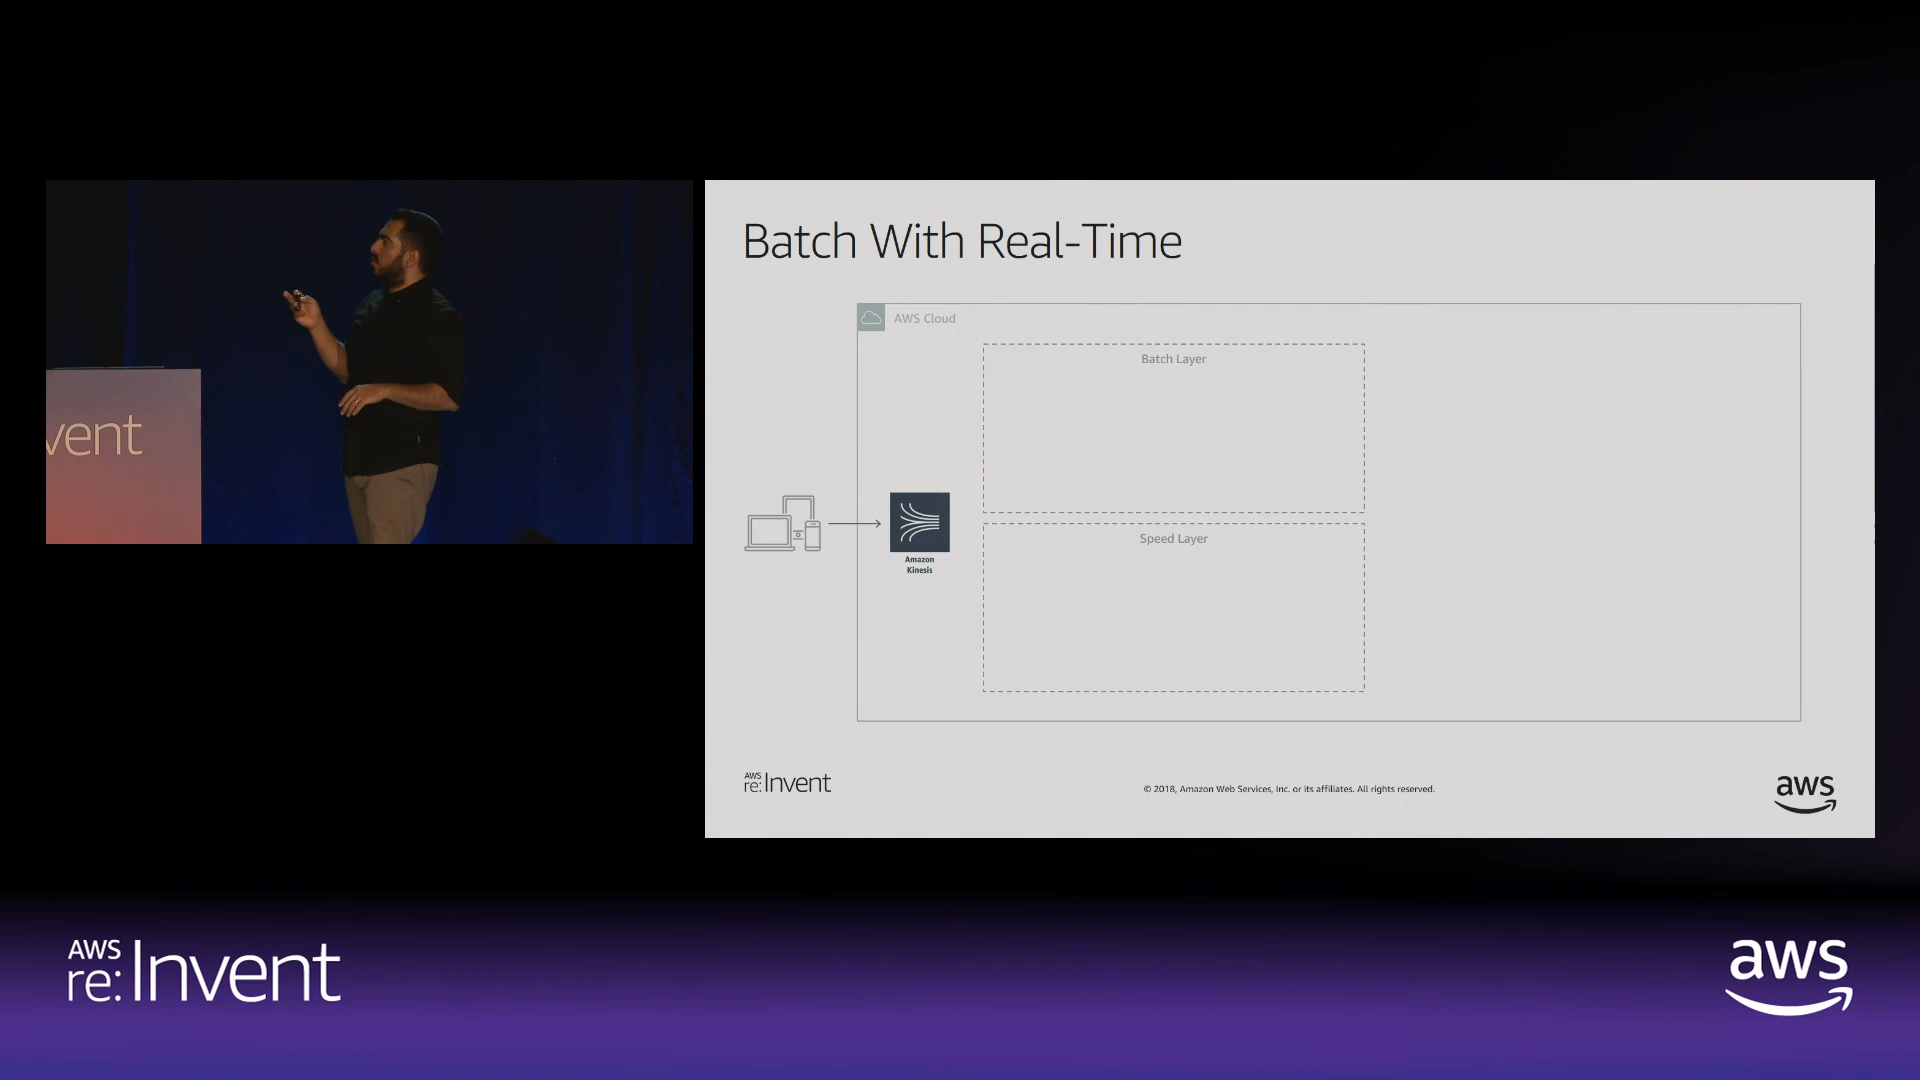 Batch With Real-Time
AWS Cloud
Batch Layer
Speed Layer
Amazon
Kinesis
AWS
re:Invent
© 2018, Amazon Web Services, Inc. or its affiliates. All rights reserved.
aws
vent
AWS
re:Invent
aws